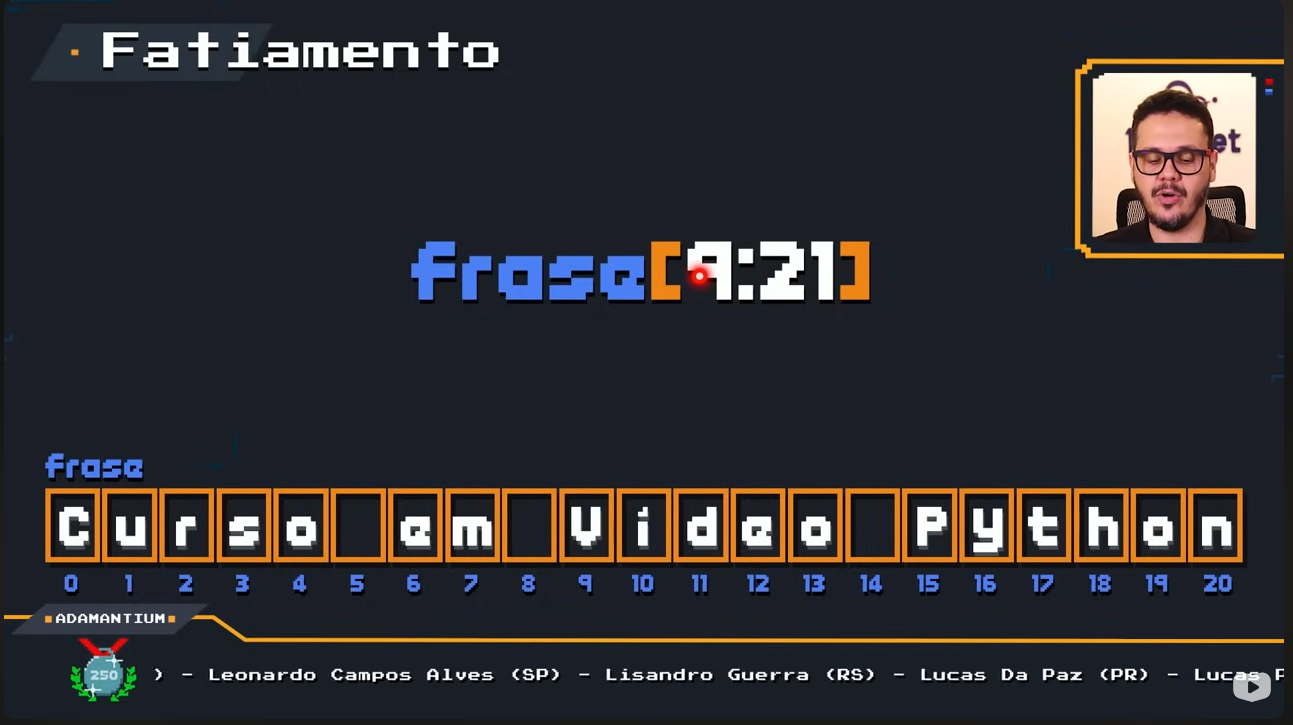 Fatiamento
frase[9:21]
frase
C u r s o e m V í d e o P y t h o n
0 1 2 3 4 5 6 7 8 9 10 11 12 13 14 15 16 17 18 19 20
ADAMANTIUM
250
) - Leonardo Campos Alves (SP) - Lisandro Guerra (RS) - Lucas Da Paz (PR) - Lucas